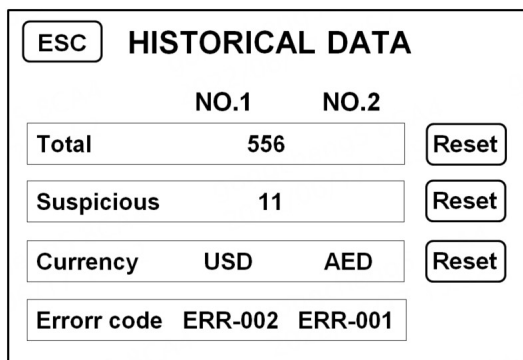 ESC HISTORICAL DATA
NO.1 NO.2
Total 556 Reset
Suspicious 11 Reset
Currency USD AED Reset
Errorr code ERR-002 ERR-001